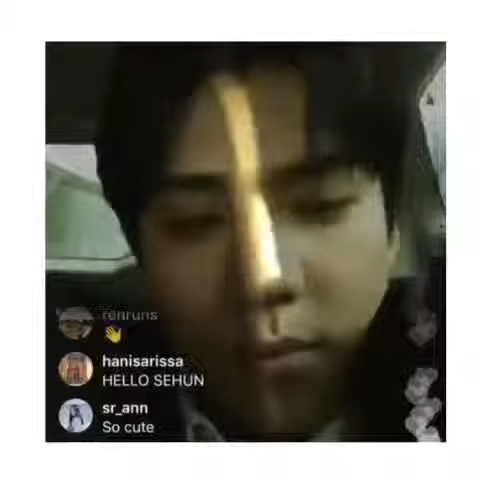 renruns
👋
hanisarissa
HELLO SEHUN
sr_ann
So cute